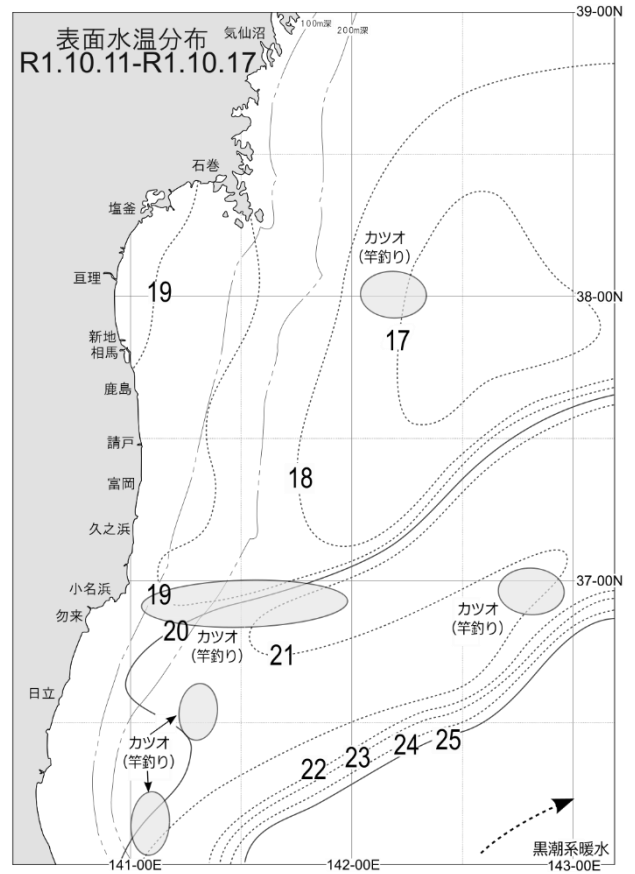 39-00N
気仙沼
100m深
200m深
表面水温分布
R1.10.11-R1.10.17
石巻
塩釜
カツオ
(竿釣り)
亘理
19
38-00N
新地
相馬
17
鹿島
請戸
18
富岡
久之浜
37-00N
小名浜
19
勿来
20
カツオ
(竿釣り)
カツオ
(竿釣り)
21
日立
カツオ
(竿釣り)
22
23
24
25
黒潮系暖水
141-00E
142-00E
143-00E